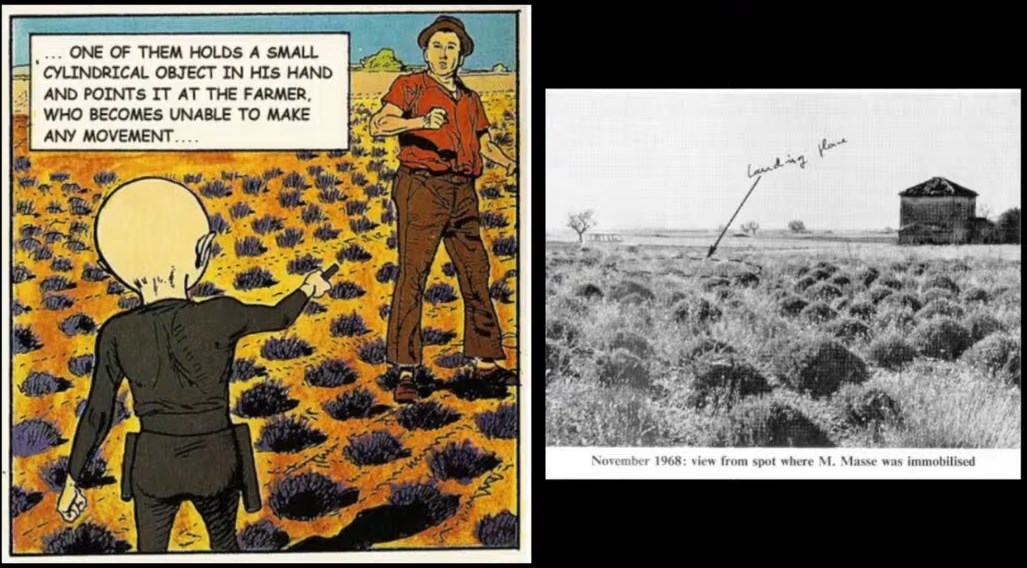 ... ONE OF THEM HOLDS A SMALL
CYLINDRICAL OBJECT IN HIS HAND
AND POINTS IT AT THE FARMER,
WHO BECOMES UNABLE TO MAKE
ANY MOVEMENT....
Landing place
November 1968: view from spot where M. Masse was immobilised